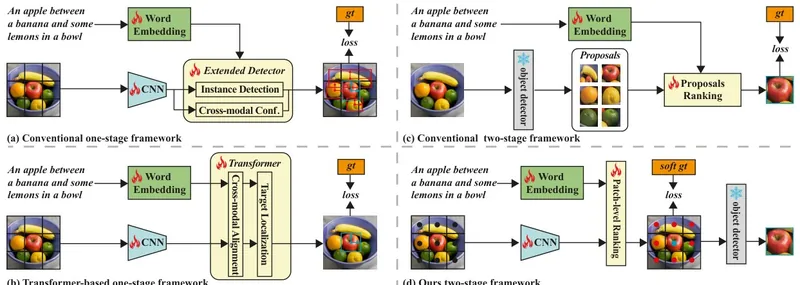 An apple between
a banana and some
lemons in a bowl
Word
Embedding
gt
loss
CNN
Extended Detector
Instance Detection
Cross-modal Conf.
(a) Conventional one-stage framework
An apple between
a banana and some
lemons in a bowl
Word
Embedding
gt
loss
object detector
Proposals
Proposals
Ranking
(c) Conventional two-stage framework
An apple between
a banana and some
lemons in a bowl
Word
Embedding
Transformer
Cross-modal Alignment
Target Localization
gt
loss
CNN
(b) Transformer-based one-stage framework
An apple between
a banana and some
lemons in a bowl
Word
Embedding
Patch-level Ranking
soft gt
loss
CNN
object detector
(d) Ours two-stage framework